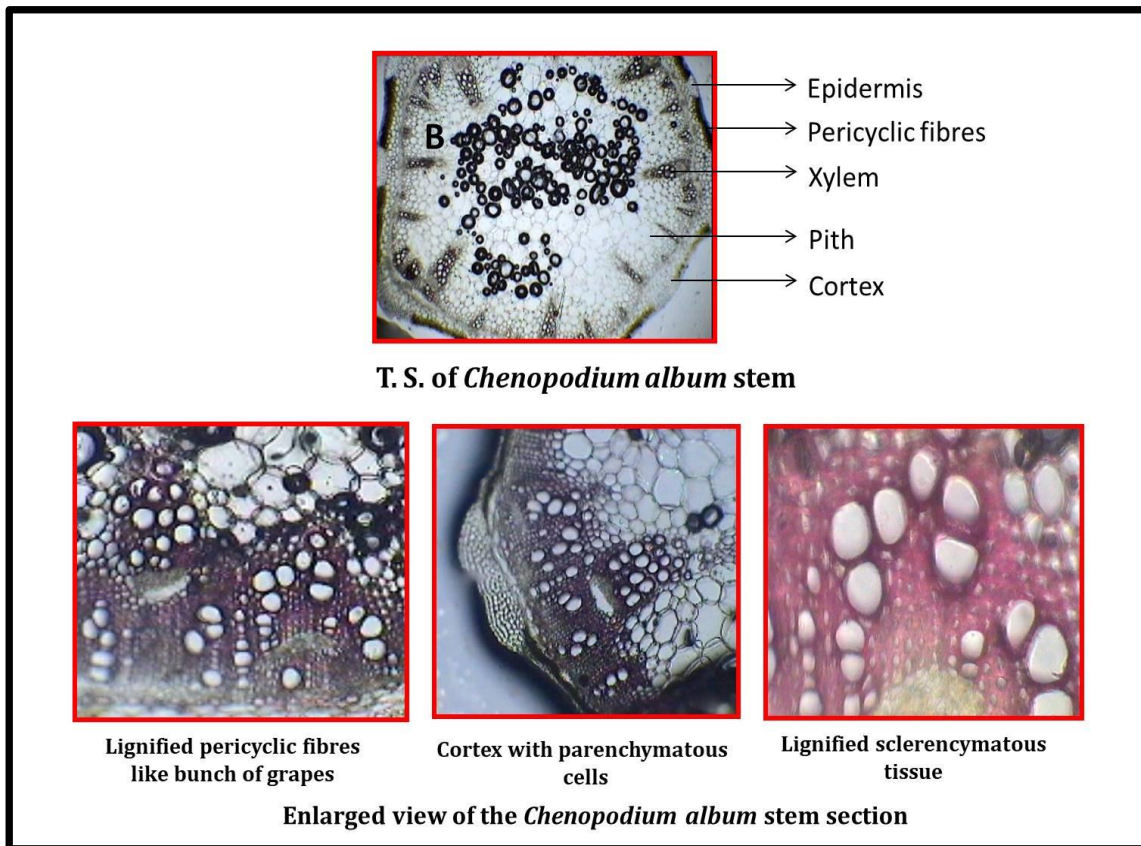 B
Epidermis
Pericyclic fibres
Xylem
Pith
Cortex
T. S. of Chenopodium album stem
Lignified pericyclic fibres
like bunch of grapes
Cortex with parenchymatous
cells
Lignified sclerencymatous
tissue
Enlarged view of the Chenopodium album stem section